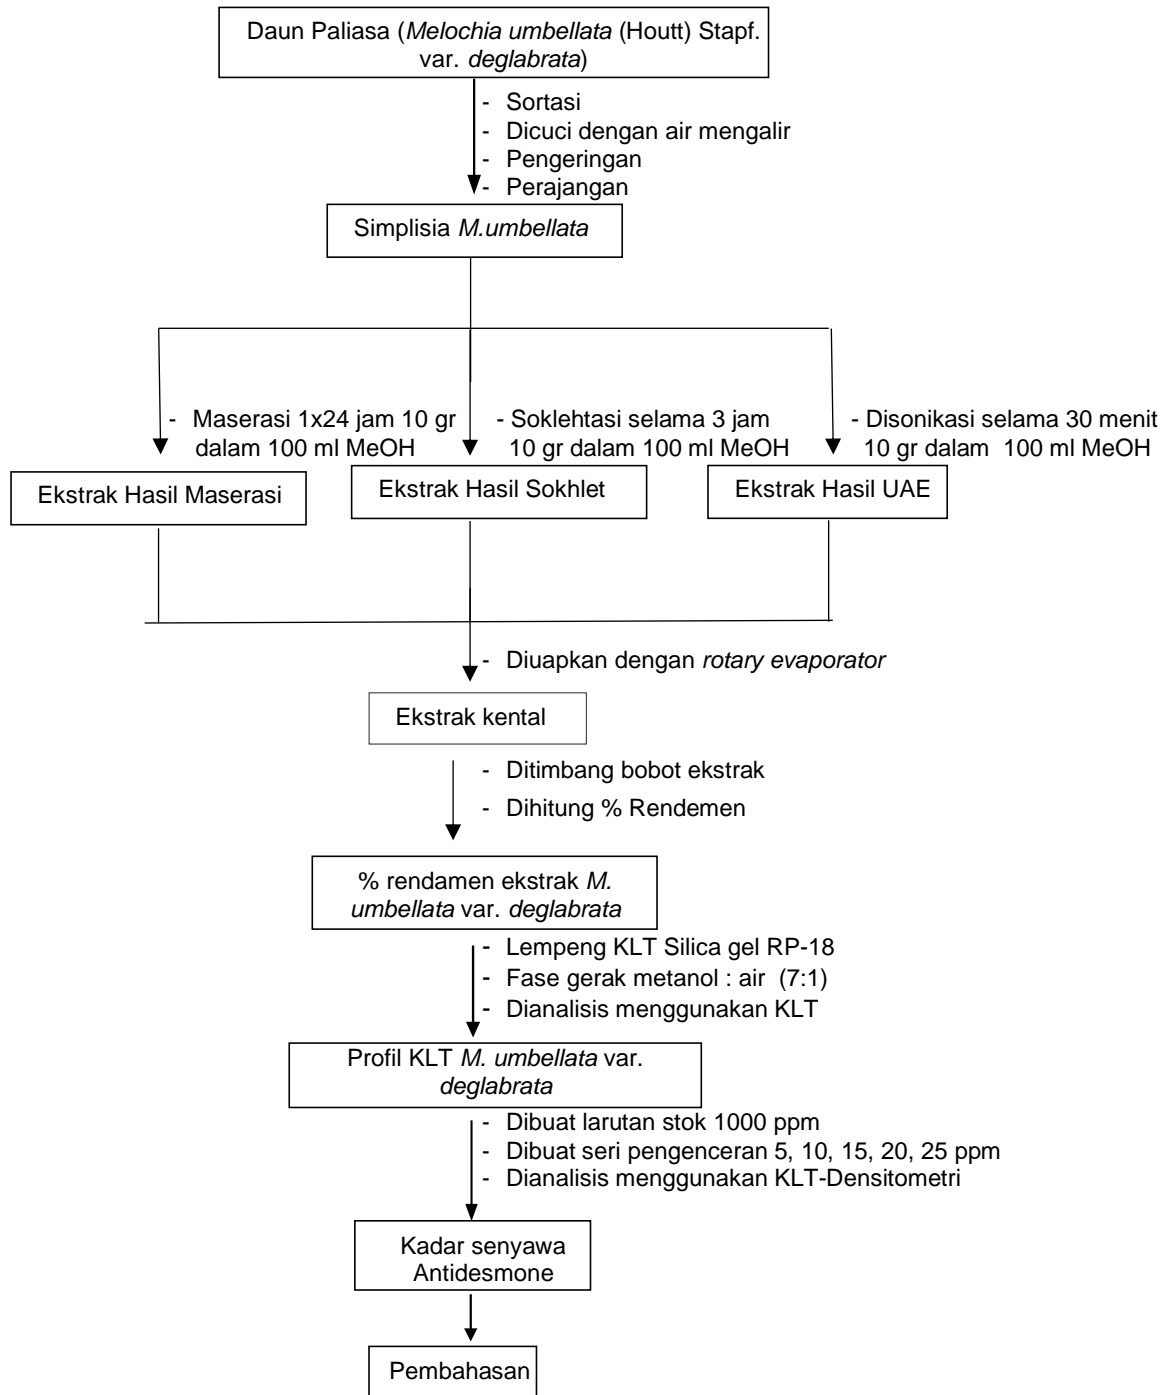 Daun Paliasa (Melochia umbellata (Houtt) Stapf.
var. deglabrata)
- Sortasi
- Dicuci dengan air mengalir
- Pengeringan
- Perajangan
Simplisia M.umbellata
- Maserasi 1x24 jam 10 gr
dalam 100 ml MeOH
- Soklehtasi selama 3 jam
10 gr dalam 100 ml MeOH
- Disonikasi selama 30 menit
10 gr dalam 100 ml MeOH
Ekstrak Hasil Maserasi
Ekstrak Hasil Sokhlet
Ekstrak Hasil UAE
- Diuapkan dengan rotary evaporator
Ekstrak kental
- Ditimbang bobot ekstrak
- Dihitung % Rendemen
% rendamen ekstrak M.
umbellata var. deglabrata
- Lempeng KLT Silica gel RP-18
- Fase gerak metanol : air (7:1)
- Dianalisis menggunakan KLT
Profil KLT M. umbellata var.
deglabrata
- Dibuat larutan stok 1000 ppm
- Dibuat seri pengenceran 5, 10, 15, 20, 25 ppm
- Dianalisis menggunakan KLT-Densitometri
Kadar senyawa
Antidesmone
Pembahasan